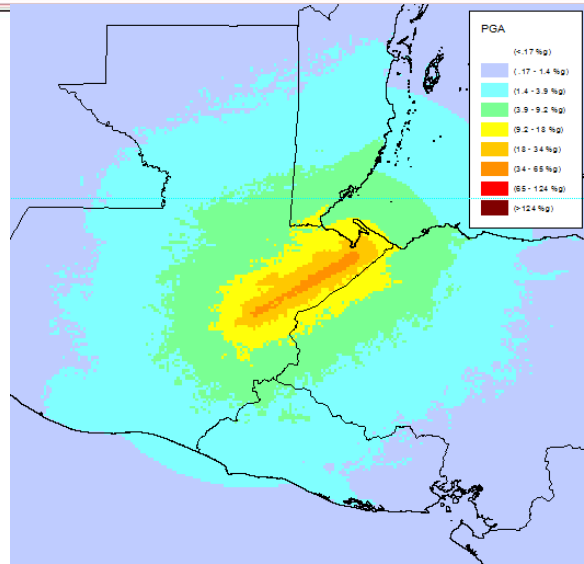 PGA
(<.17 %g)
(.17 - 1.4 %g)
(1.4 - 3.9 %g)
(3.9 - 9.2 %g)
(9.2 - 18 %g)
(18 - 34 %g)
(34 - 65 %g)
(65 - 124 %g)
(>124 %g)